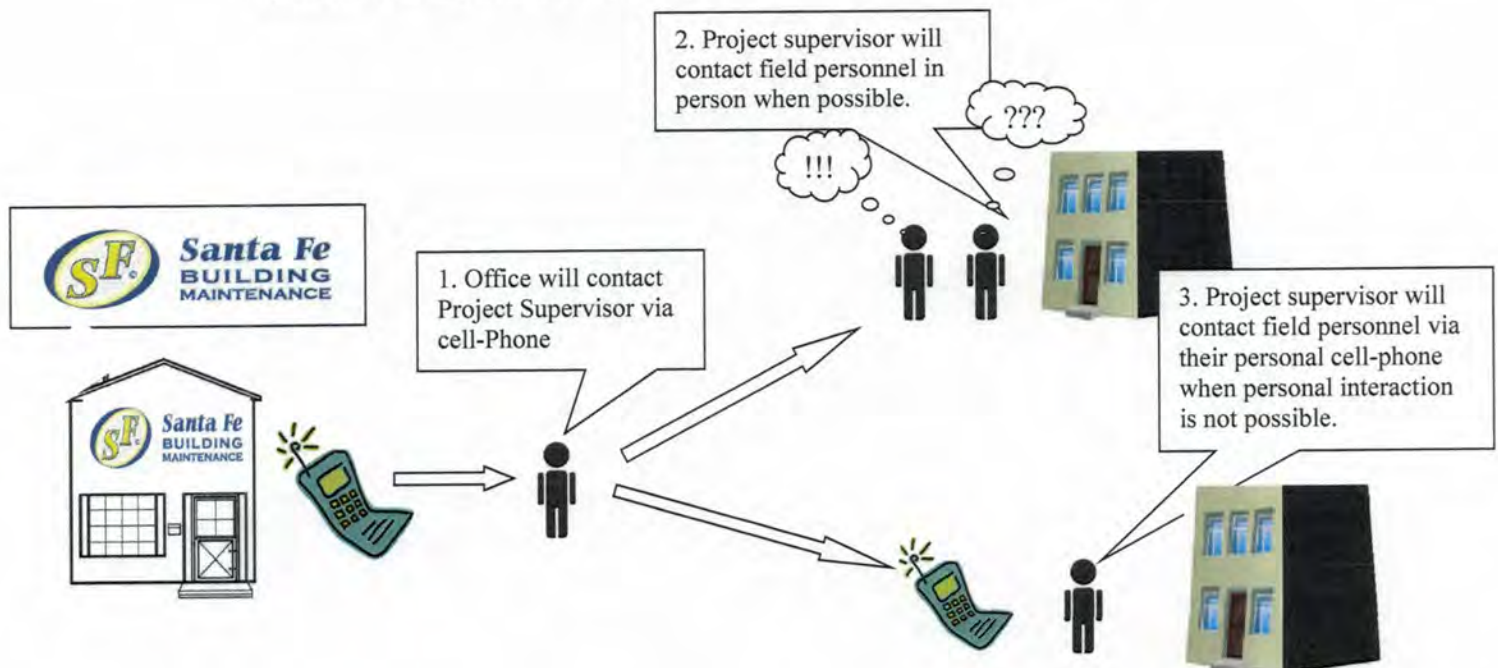 2. Project supervisor will
contact field personnel in
person when possible.
???
!!!
SF
Santa Fe
BUILDING
MAINTENANCE
1. Office will contact
Project Supervisor via
cell-Phone
3. Project supervisor will
contact field personnel via
their personal cell-phone
when personal interaction
is not possible.
SF
Santa Fe
BUILDING
MAINTENANCE